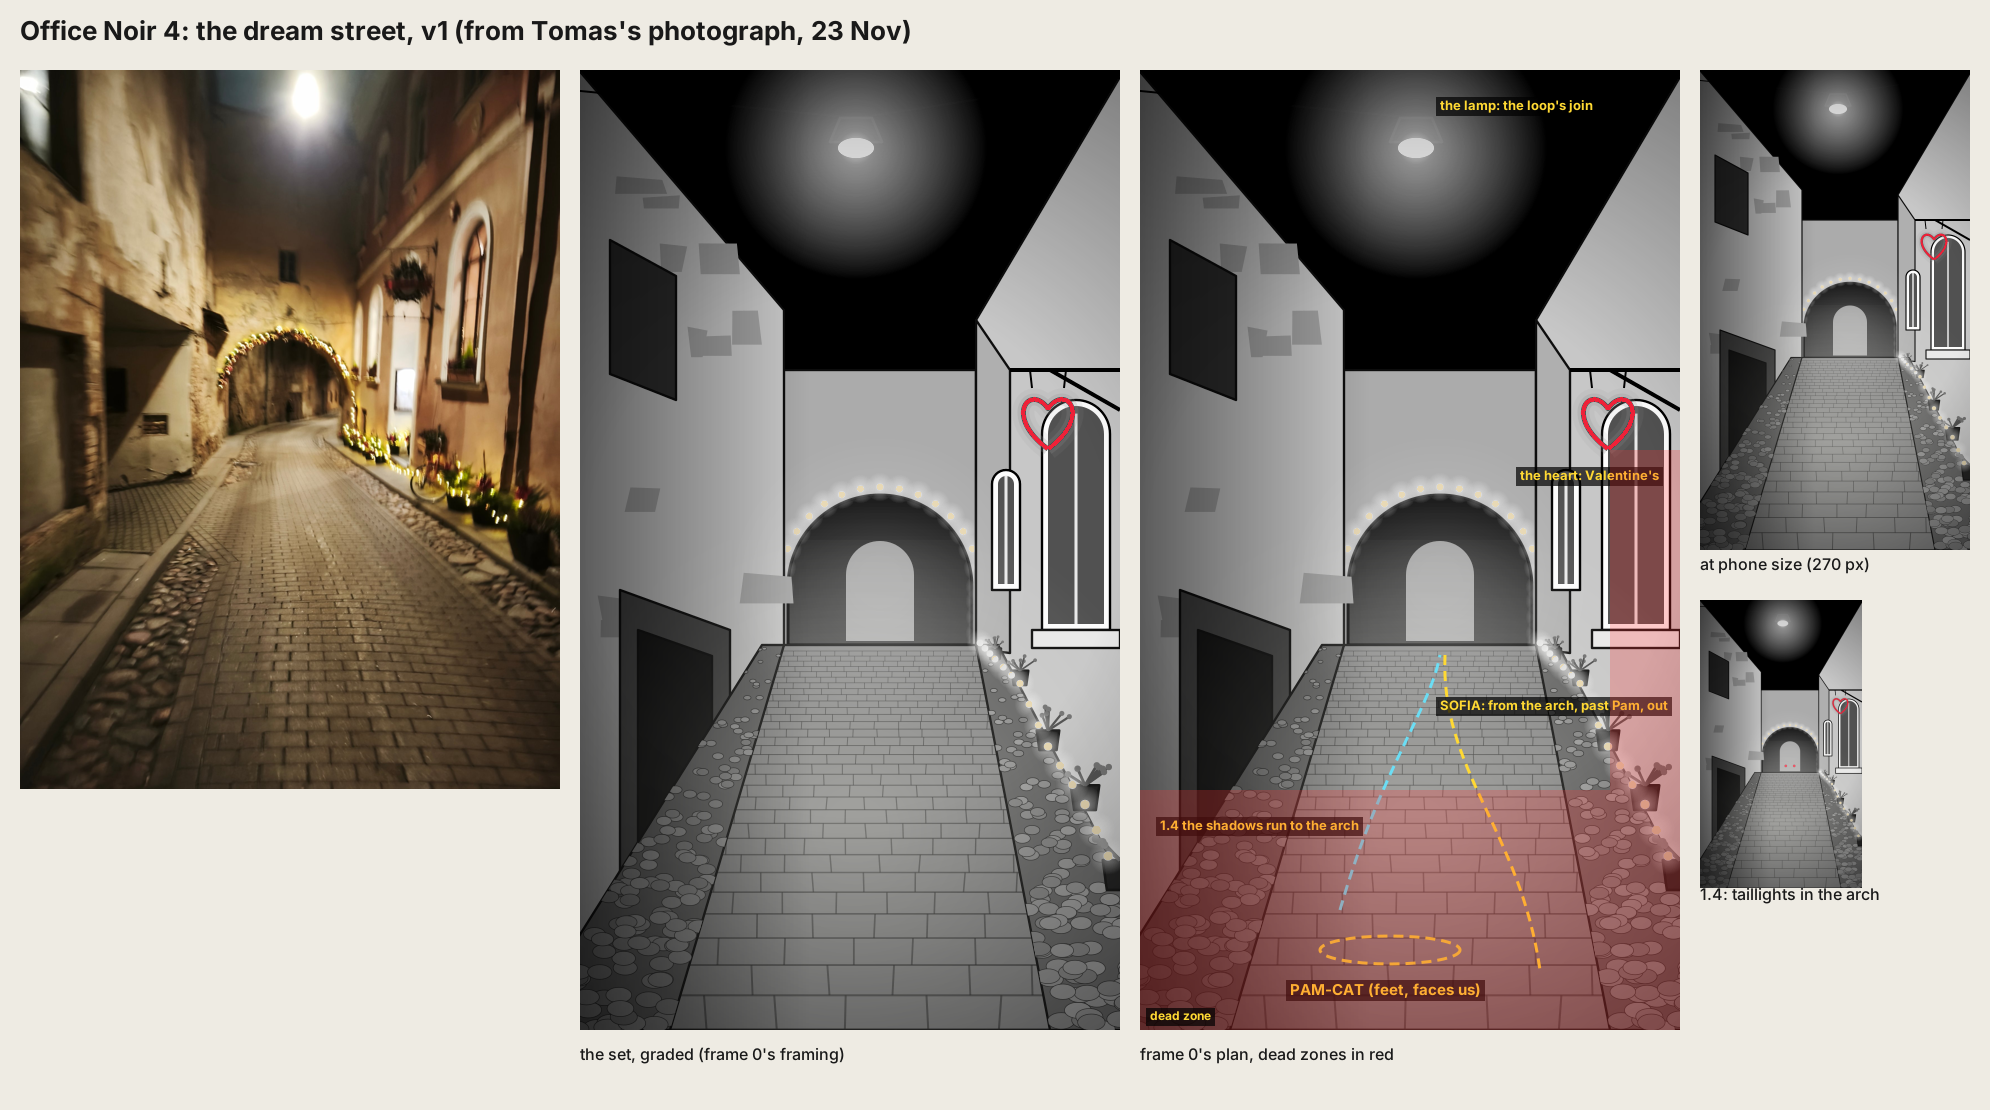 Office Noir 4: the dream street, v1 (from Tomas's photograph, 23 Nov)
the lamp: the loop's join
the heart: Valentine's
SOFIA: from the arch, past Pam, out
1.4 the shadows run to the arch
PAM-CAT (feet, faces us)
dead zone
the set, graded (frame 0's framing)
frame 0's plan, dead zones in red
at phone size (270 px)
1.4: taillights in the arch